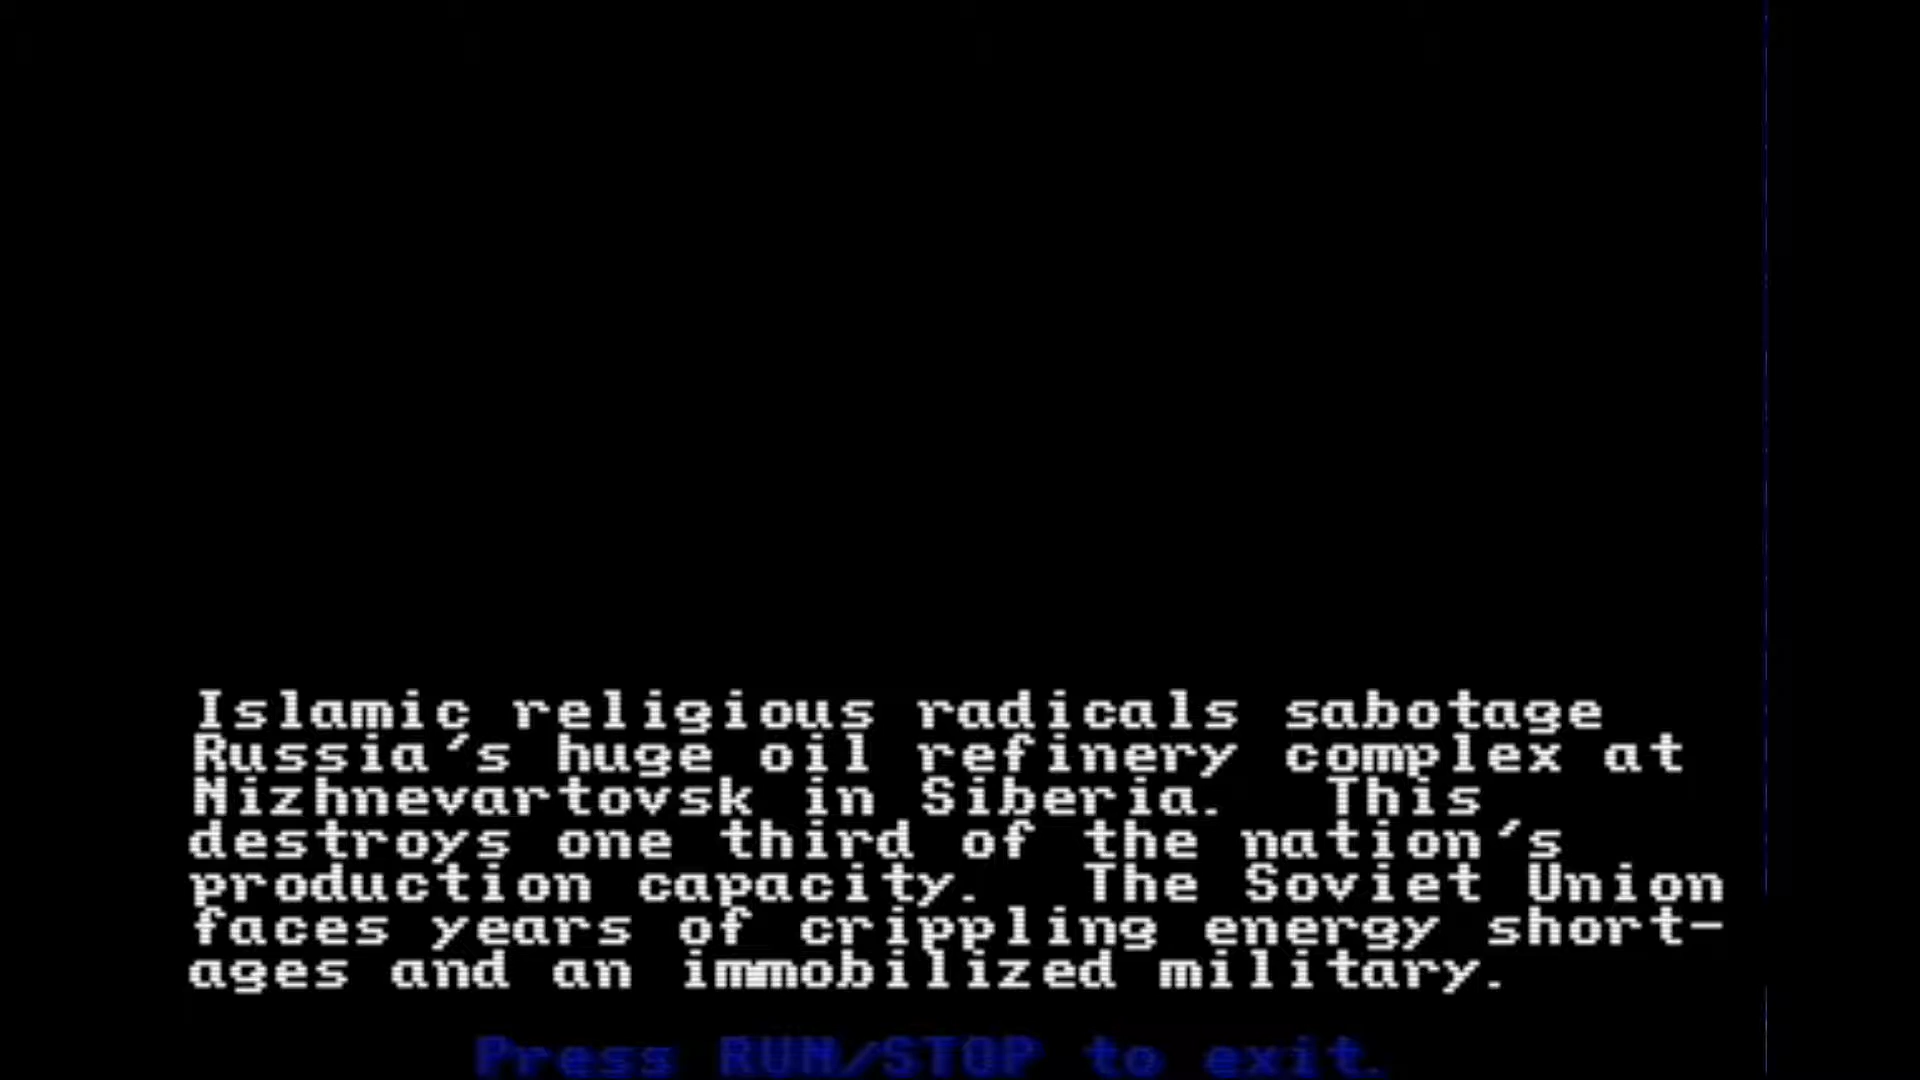 Islamic religious radicals sabotage
Russia's huge oil refinery complex at
Nizhnevartovsk in Siberia.  This
destroys one third of the nation's
production capacity.  The Soviet Union
faces years of crippling energy short-
ages and an immobilized military.
Press RUN/STOP to exit.